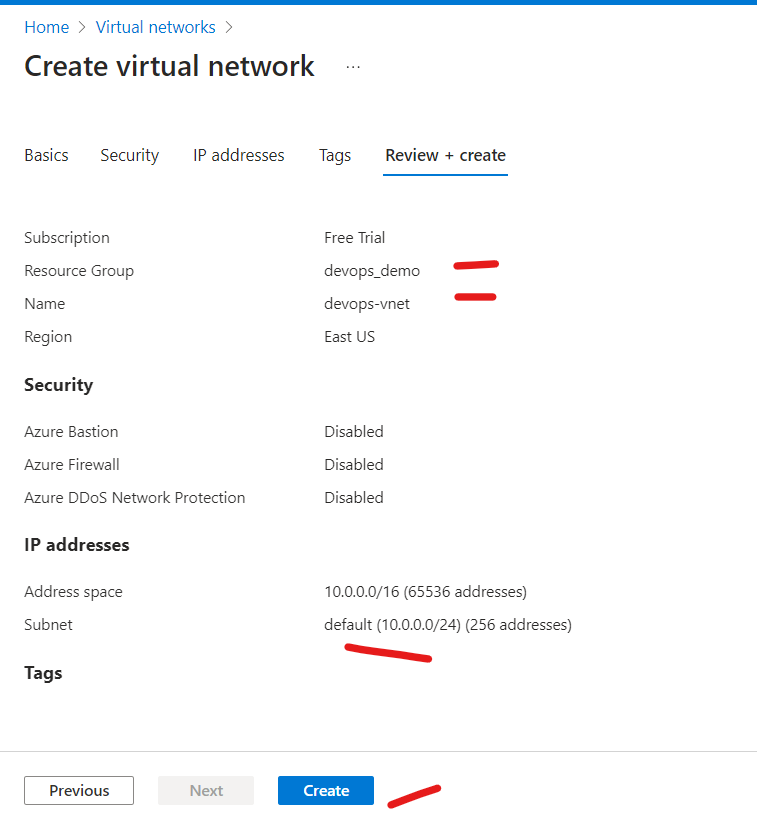 Home > Virtual networks >
Create virtual network ...
Basics Security IP addresses Tags Review + create
Subscription Free Trial
Resource Group devops_demo
Name devops-vnet
Region East US
Security
Azure Bastion Disabled
Azure Firewall Disabled
Azure DDoS Network Protection Disabled
IP addresses
Address space 10.0.0.0/16 (65536 addresses)
Subnet default (10.0.0.0/24) (256 addresses)
Tags
Previous Next Create